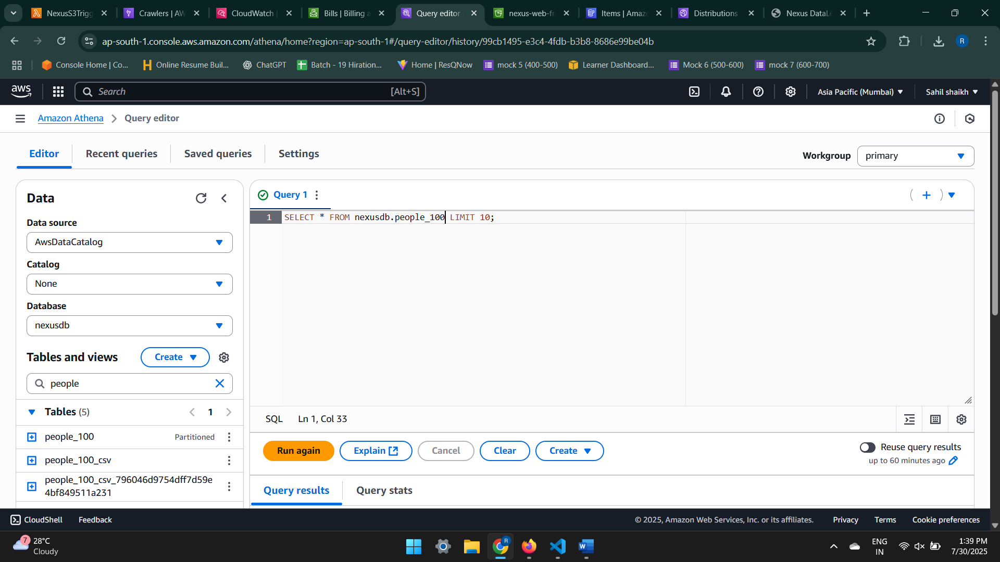 NexusS3Trigg
Crawlers | AW
CloudWatch |
Bills | Billing a
Query editor
nexus-web-fr
Items | Amazo
Distributions
Nexus DataLe
ap-south-1.console.aws.amazon.com/athena/home?region=ap-south-1#/query-editor/history/99cb1495-e3c4-4fdb-b3b8-8686e99be04b
R
Console Home | Co...
Online Resume Buil...
ChatGPT
Batch - 19 Hiration...
Home | ResQNow
mock 5 (400-500)
Learner Dashboard...
Mock 6 (500-600)
mock 7 (600-700)
aws
Search
[Alt+S]
Asia Pacific (Mumbai)
Sahil shaikh
Amazon Athena
Query editor
Editor
Recent queries
Saved queries
Settings
Workgroup
primary
Data
Data source
AwsDataCatalog
Catalog
None
Database
nexusdb
Tables and views
Create
people
Tables (5)
1
people_100
Partitioned
people_100_csv
people_100_csv_796046d9754dff7d59e
4bf849511a231
Query 1
1
SELECT * FROM nexusdb.people_100 LIMIT 10;
SQL
Ln 1, Col 33
Run again
Explain
Cancel
Clear
Create
Reuse query results
up to 60 minutes ago
Query results
Query stats
CloudShell
Feedback
© 2025, Amazon Web Services, Inc. or its affiliates.
Privacy
Terms
Cookie preferences
7
28°C
Cloudy
R
W
ENG
IN
1:39 PM
7/30/2025